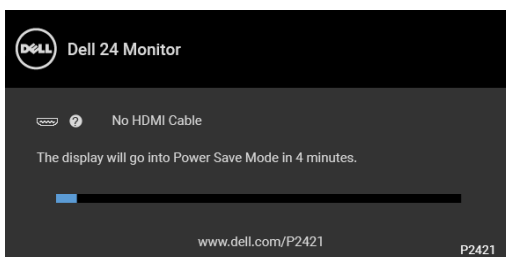 DELL
Dell 24 Monitor
? No HDMI Cable
The display will go into Power Save Mode in 4 minutes.
www.dell.com/P2421
P2421